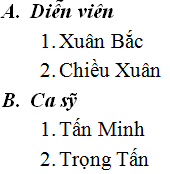 A. Diễn viên
1. Xuân Bắc
2. Chiều Xuân
B. Ca sỹ
1. Tấn Minh
2. Trọng Tấn